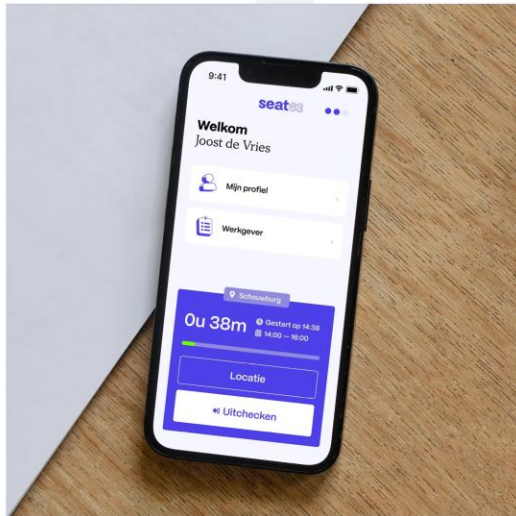 9:41
seates
Welkom
Joost de Vries
Mijn profiel
Werkgever
Schouwburg
0u 38m
Gestart op 14:38
14:00 — 16:00
Locatie
Uitchecken